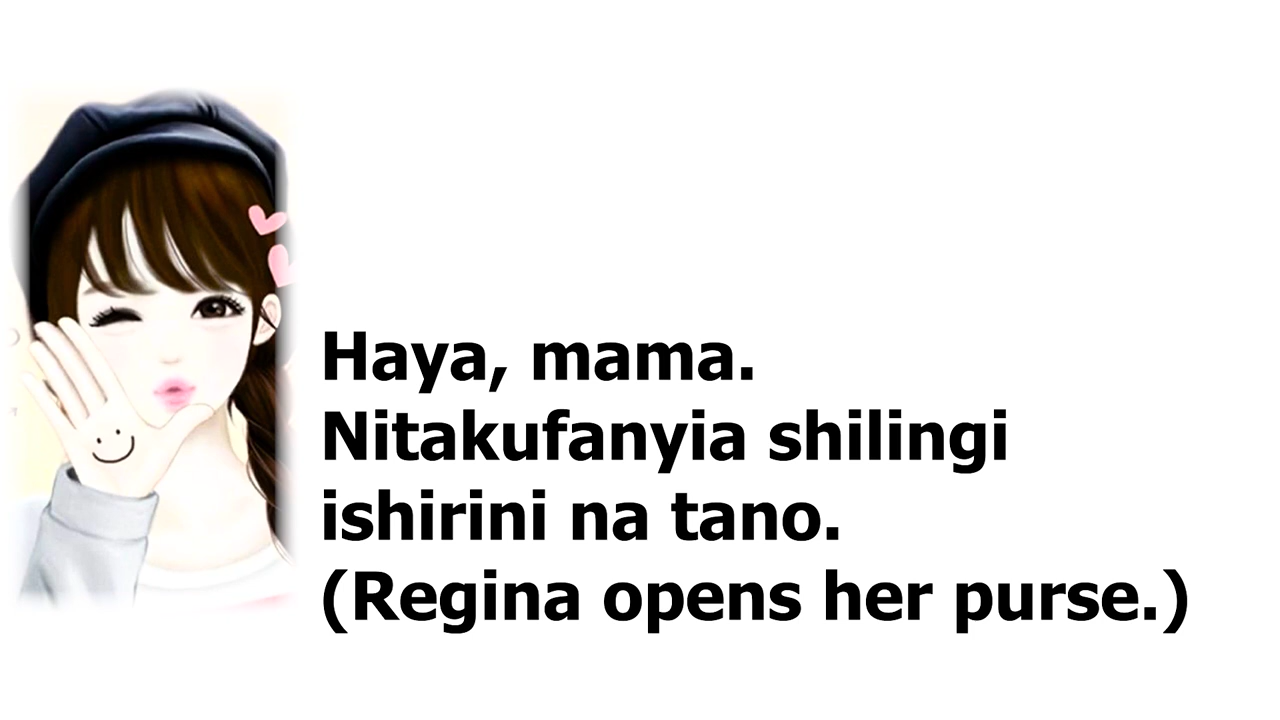 Haya, mama.
Nitakufanyia shilingi
ishirini na tano.
(Regina opens her purse.)